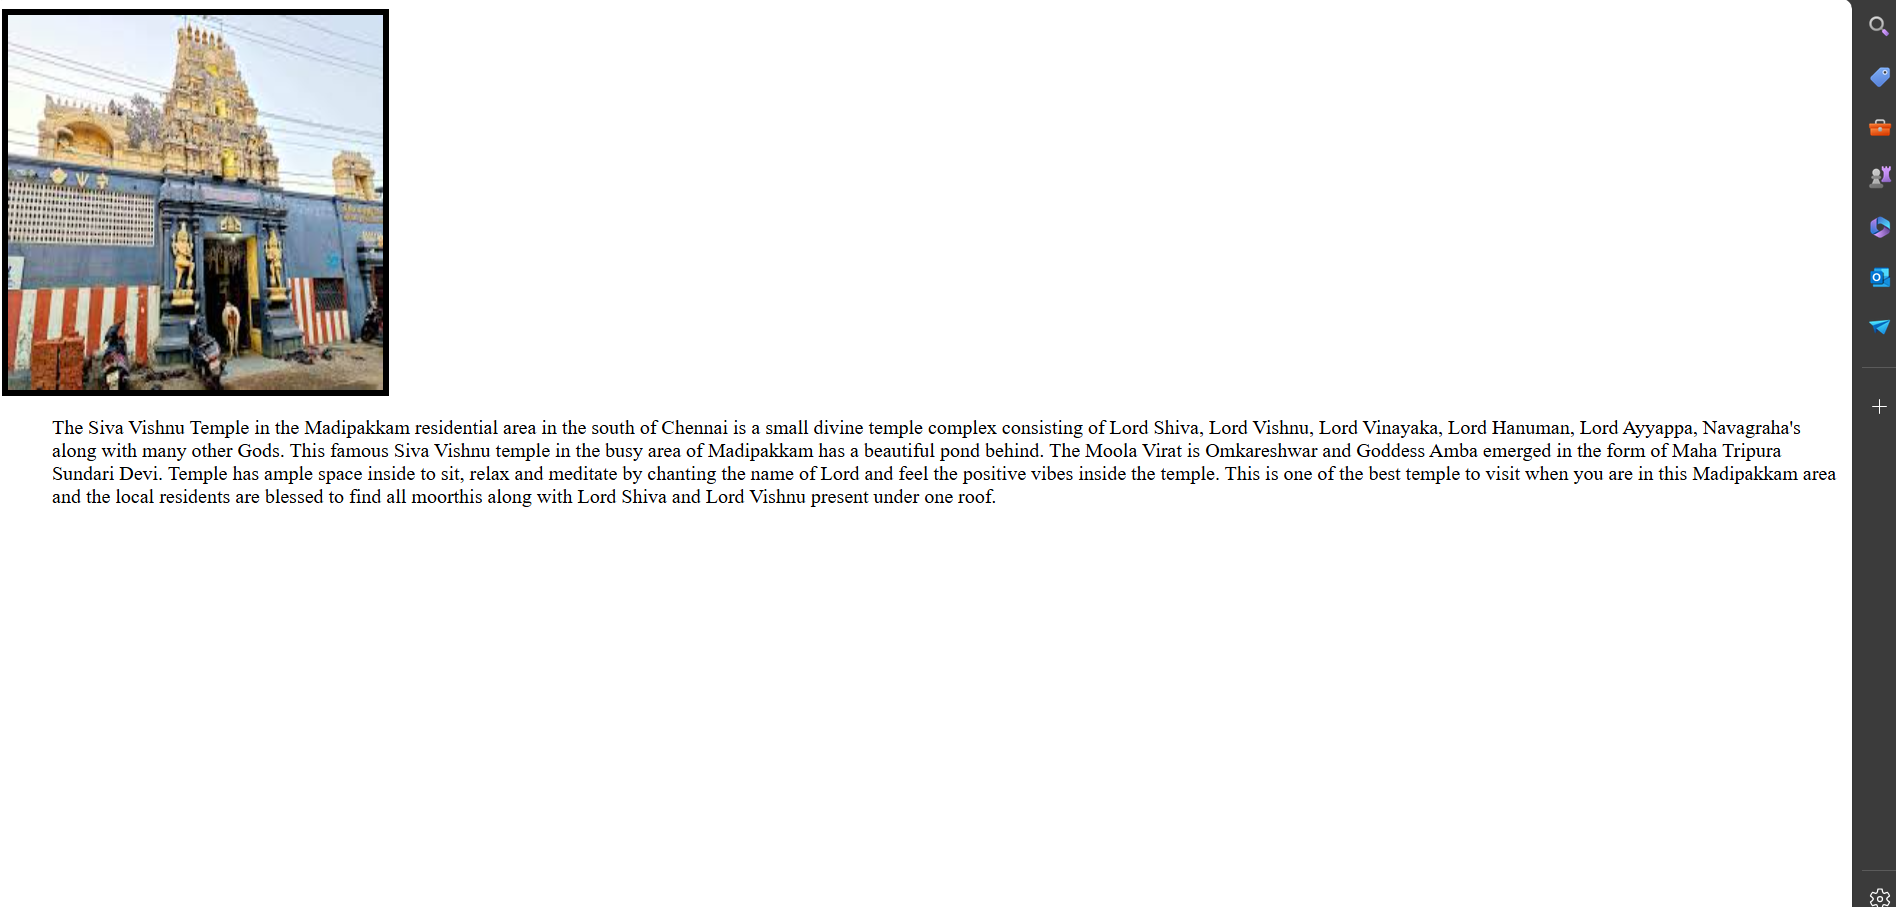 The Siva Vishnu Temple in the Madipakkam residential area in the south of Chennai is a small divine temple complex consisting of Lord Shiva, Lord Vishnu, Lord Vinayaka, Lord Hanuman, Lord Ayyappa, Navagraha's
along with many other Gods. This famous Siva Vishnu temple in the busy area of Madipakkam has a beautiful pond behind. The Moola Virat is Omkareshwar and Goddess Amba emerged in the form of Maha Tripura
Sundari Devi. Temple has ample space inside to sit, relax and meditate by chanting the name of Lord and feel the positive vibes inside the temple. This is one of the best temple to visit when you are in this Madipakkam area
and the local residents are blessed to find all moorthis along with Lord Shiva and Lord Vishnu present under one roof.